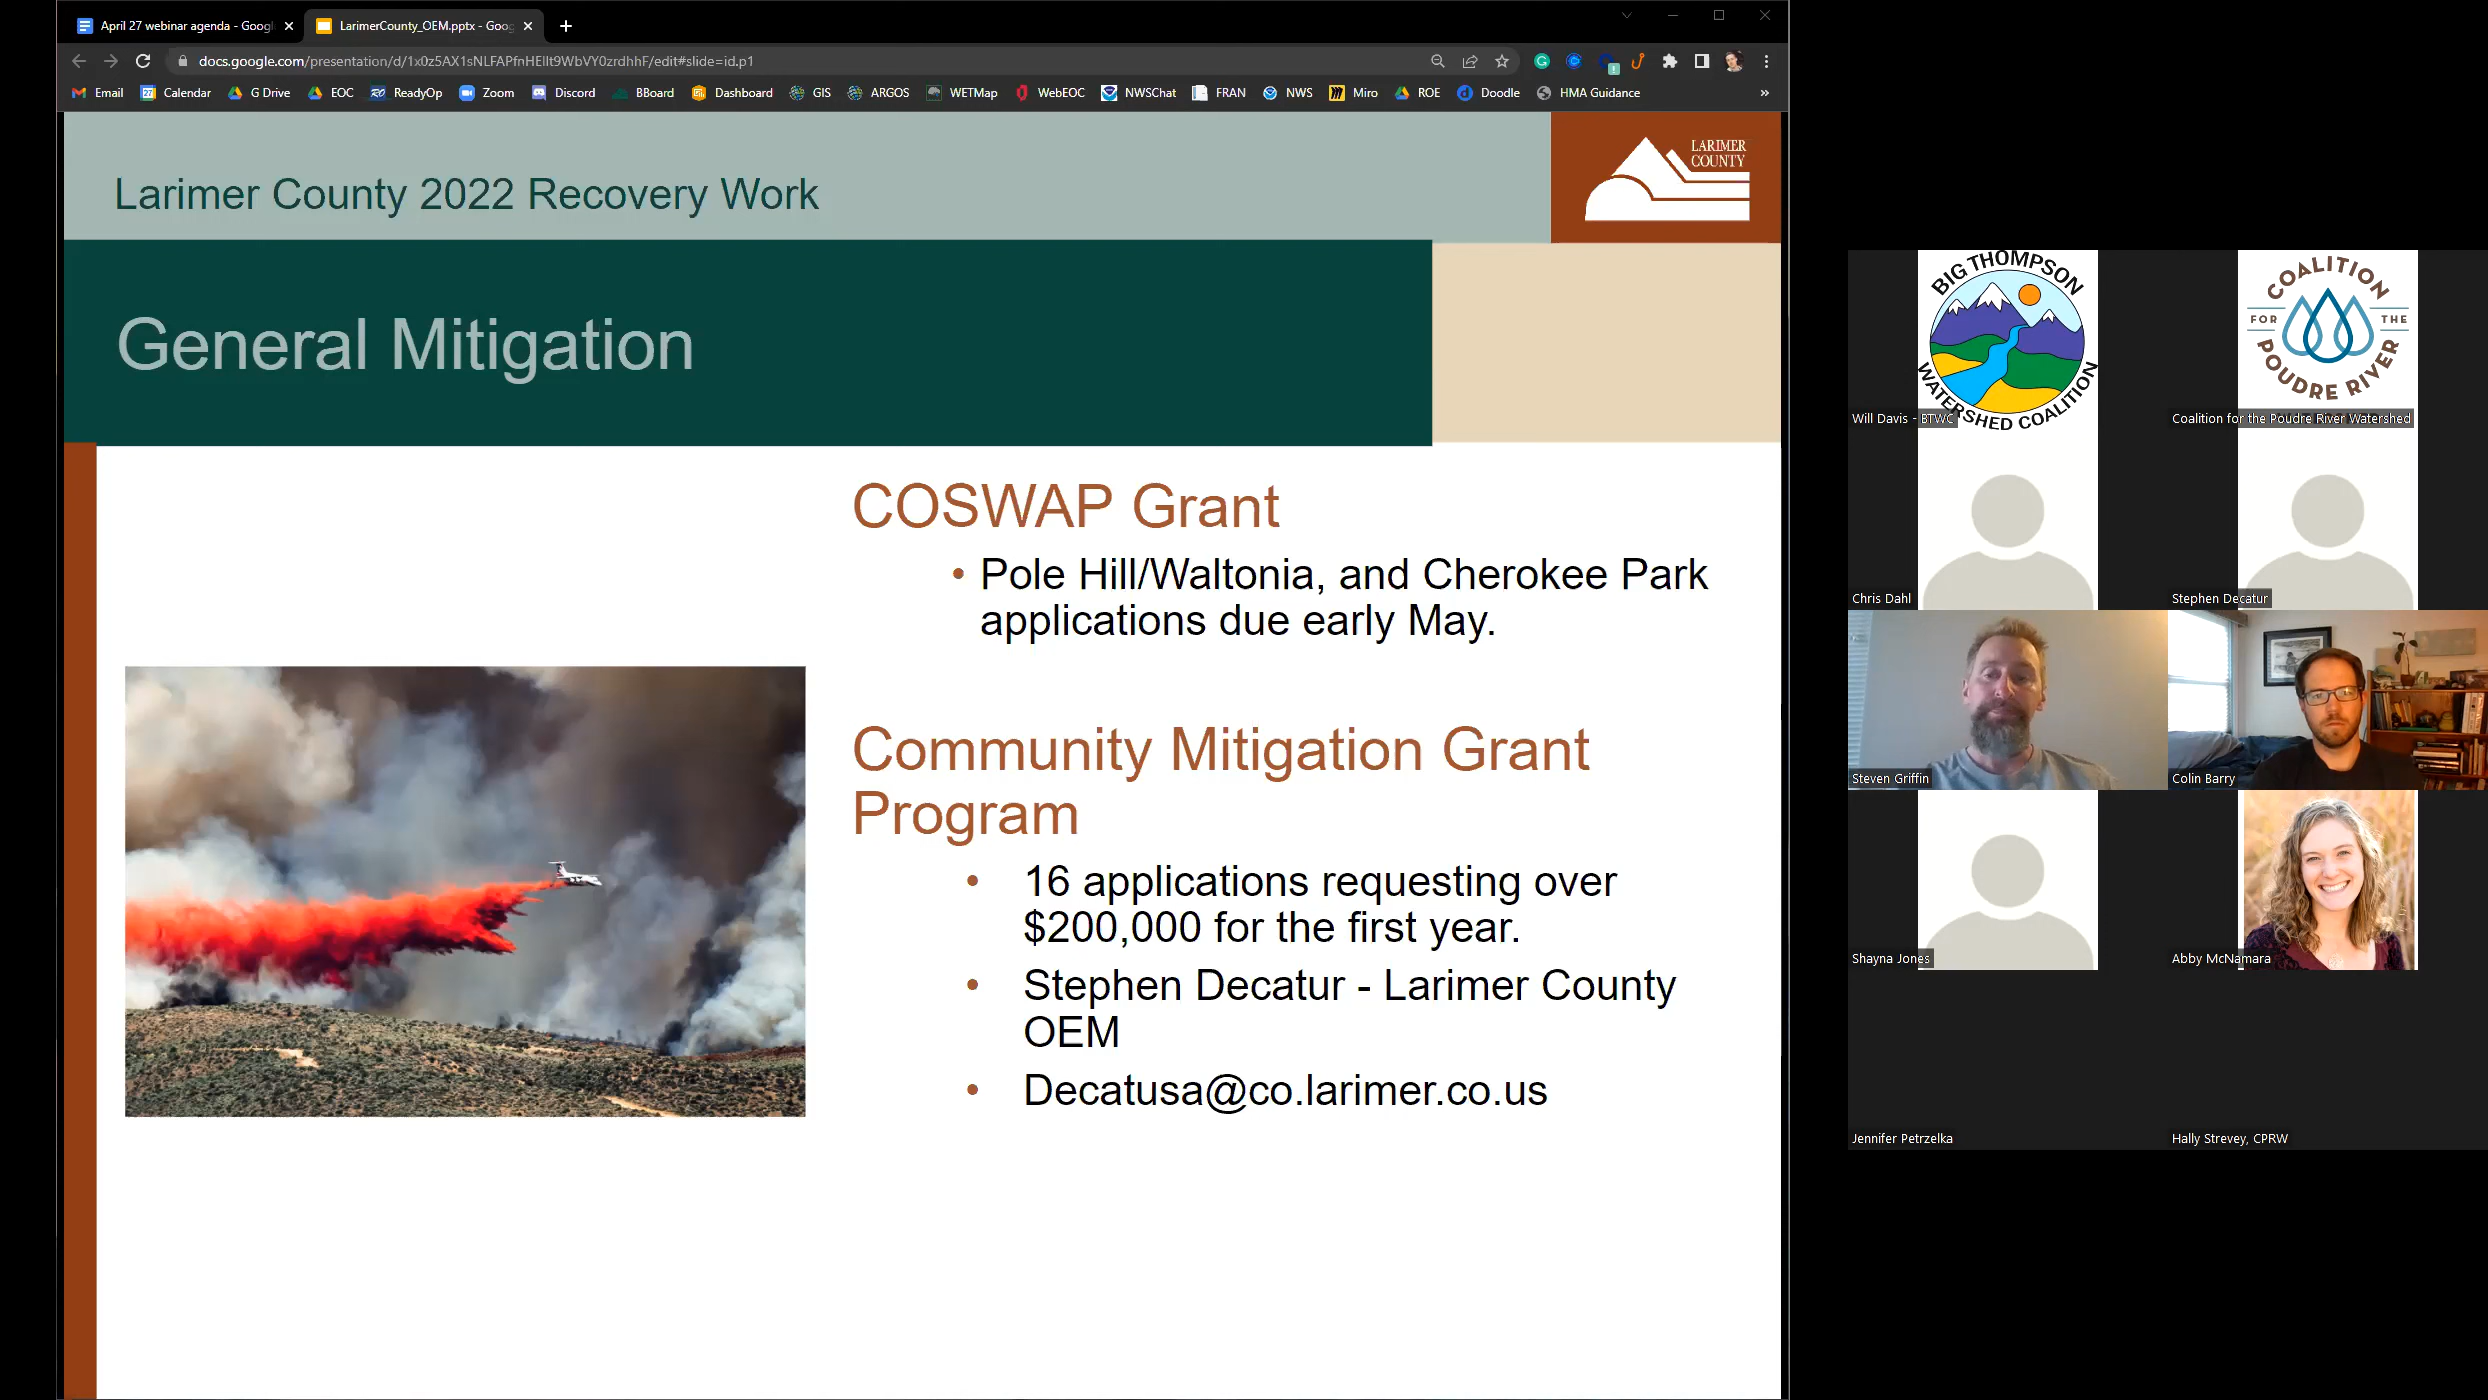 April 27 webinar agenda - Googl
LarimerCounty_OEM.pptx - Goog
docs.google.com/presentation/d/1x0z5AX1sNLFAPfnHEIIt9WbVY0zrdhhF/edit#slide=id.p1
Email Calendar G Drive EOC ReadyOp Zoom Discord BBoard Dashboard GIS ARGOS WETMap WebEOC NWSChat FRAN NWS Miro ROE Doodle HMA Guidance »
Larimer County 2022 Recovery Work
LARIMER
COUNTY
General Mitigation
COSWAP Grant
• Pole Hill/Waltonia, and Cherokee Park
applications due early May.
Community Mitigation Grant
Program
• 16 applications requesting over
$200,000 for the first year.
• Stephen Decatur - Larimer County
OEM
• Decatusa@co.larimer.co.us
BIG THOMPSON
WATERSHED COALITION
Will Davis - BTWC
COALITION
FOR THE
POUDRE RIVER
Coalition for the Poudre River Watershed
Chris Dahl
Stephen Decatur
Steven Griffin
Colin Barry
Shayna Jones
Abby McNamara
Jennifer Petrzelka
Hally Strevey, CPRW